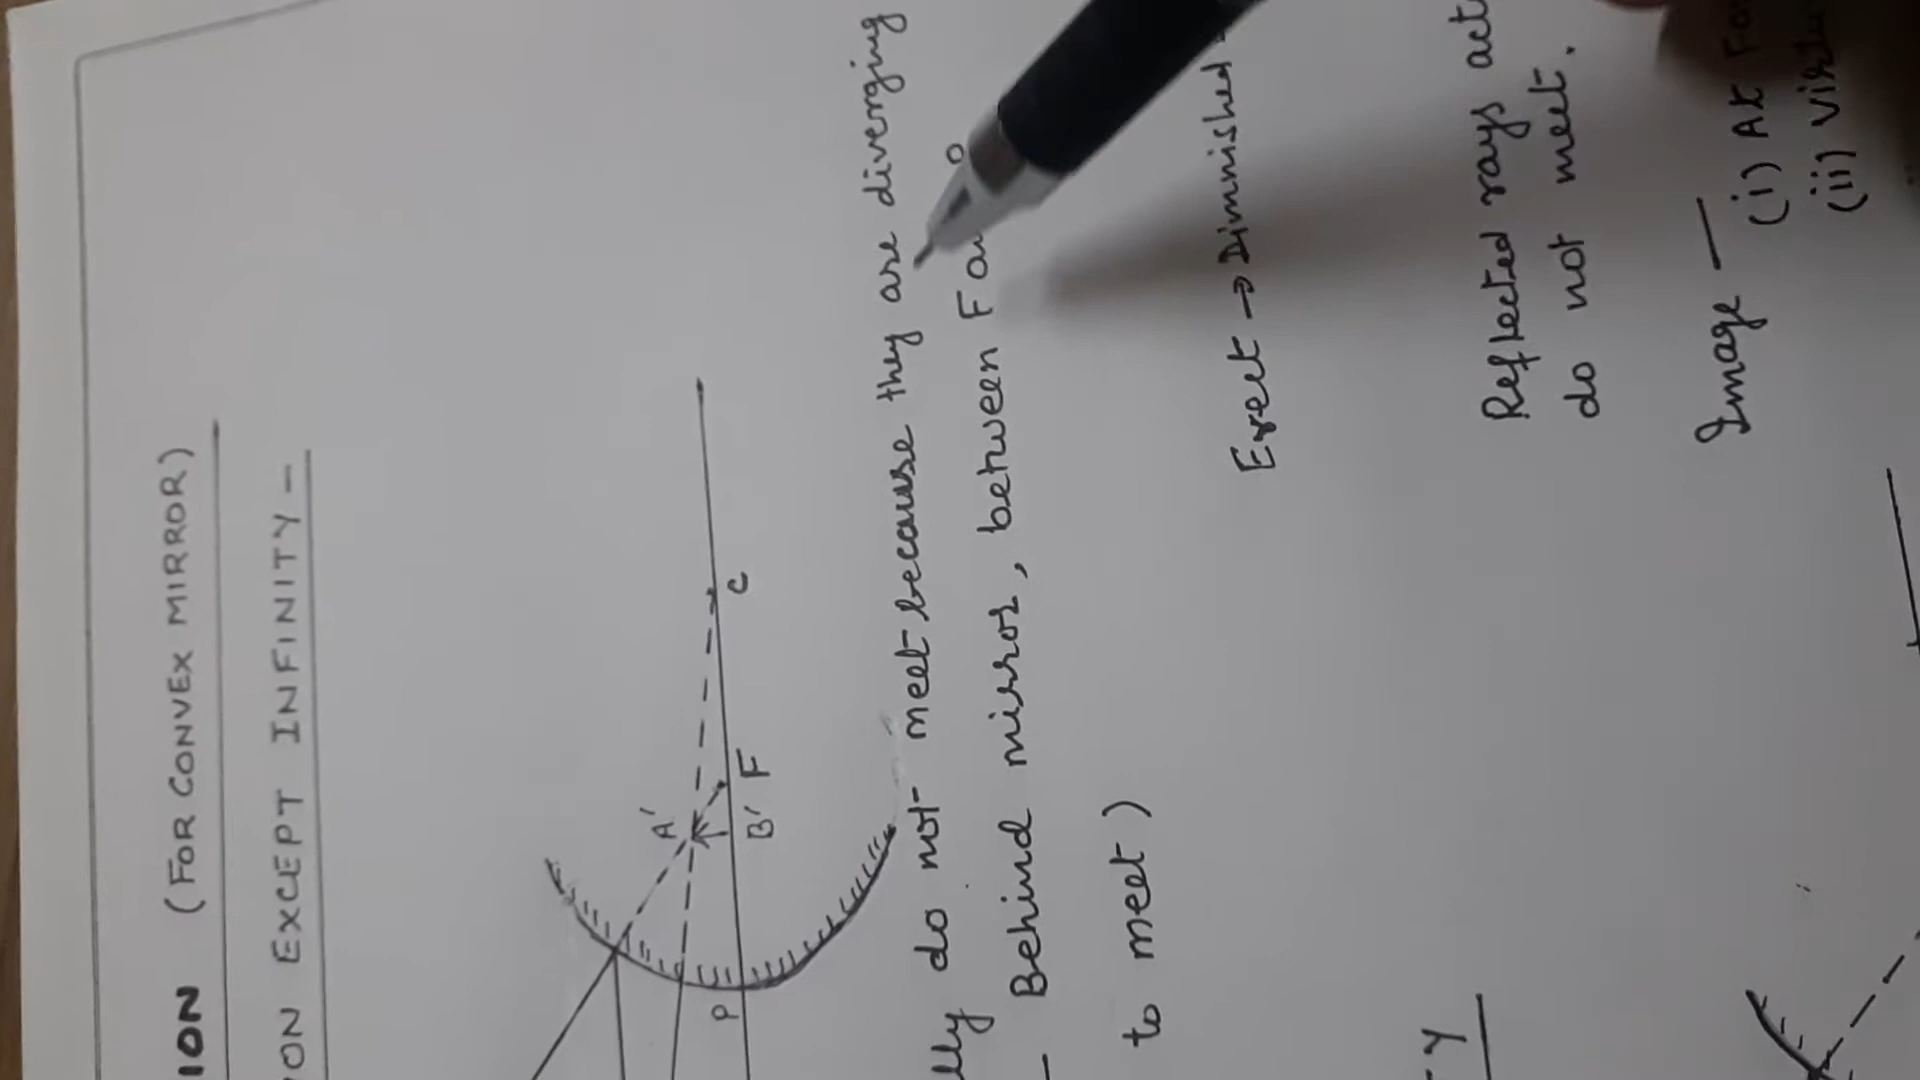 ION (FOR CONVEX MIRROR)
ON EXCEPT INFINITY -
A'
P B' F C
lly do not meet because they are diverging
- Behind mirror, between F
to meet)
Erect → Diminished
TY
Reflected rays act
do not meet.
Image -
(i) At
(ii)